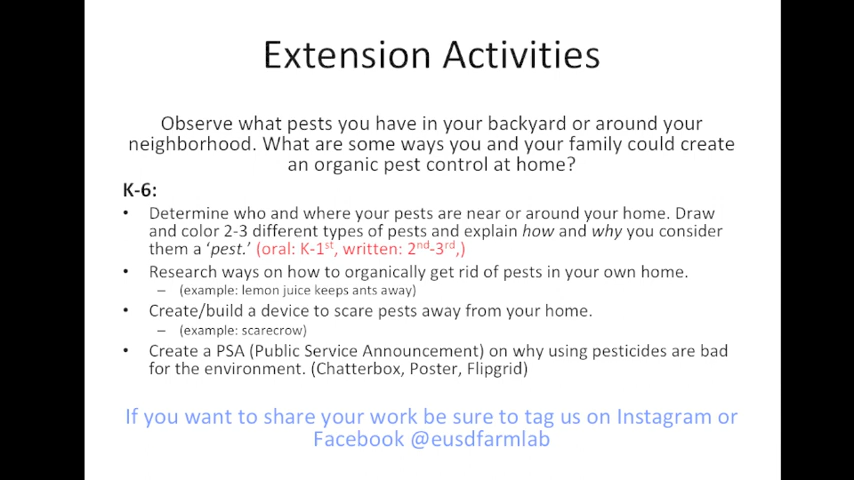 Extension Activities
Observe what pests you have in your backyard or around your
neighborhood. What are some ways you and your family could create
an organic pest control at home?
K-6:
• Determine who and where your pests are near or around your home. Draw
and color 2-3 different types of pests and explain how and why you consider
them a ‘pest.’ (oral: K-1st, written: 2nd-3rd,)
• Research ways on how to organically get rid of pests in your own home.
– (example: lemon juice keeps ants away)
• Create/build a device to scare pests away from your home.
– (example: scarecrow)
• Create a PSA (Public Service Announcement) on why using pesticides are bad
for the environment. (Chatterbox, Poster, Flipgrid)
If you want to share your work be sure to tag us on Instagram or
Facebook @eusdfarmlab